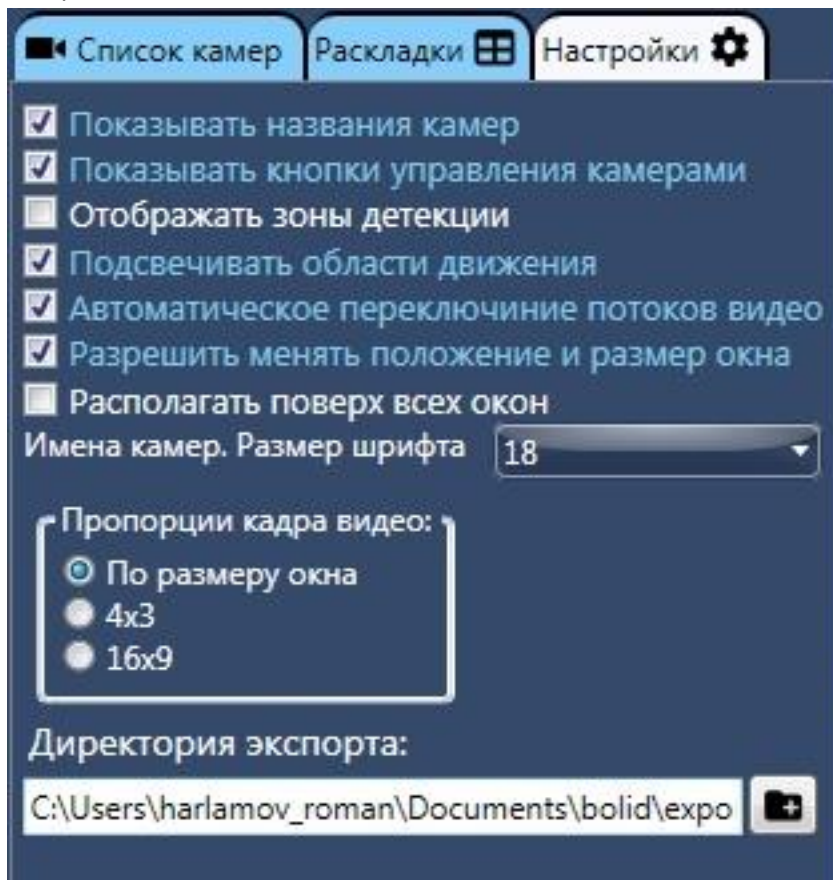 Список камер Раскладки Настройки
Показывать названия камер
Показывать кнопки управления камерами
Отображать зоны детекции
Подсвечивать области движения
Автоматическое переключиние потоков видео
Разрешить менять положение и размер окна
Располагать поверх всех окон
Имена камер. Размер шрифта 18
Пропорции кадра видео:
По размеру окна
4x3
16x9
Директория экспорта:
C:\Users\harlamov_roman\Documents\bolid\expo